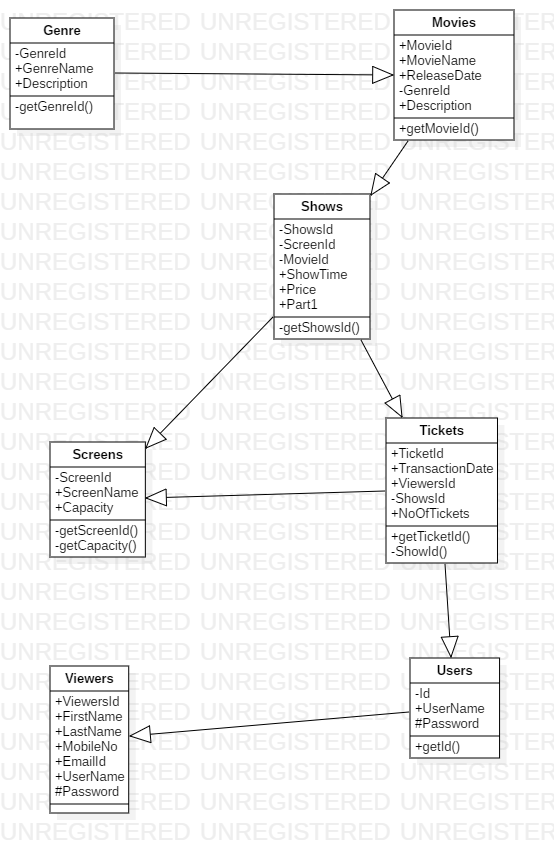 Genre
-GenreId
+GenreName
+Description
-getGenreId()
Movies
+MovieId
+MovieName
+ReleaseDate
-GenreId
+Description
+getMovieId()
Shows
-ShowsId
-ScreenId
-MovieId
+ShowTime
+Price
+Part1
-getShowsId()
Screens
-ScreenId
+ScreenName
+Capacity
-getScreenId()
-getCapacity()
Tickets
+TicketId
+TransactionDate
+ViewersId
-ShowsId
+NoOfTickets
+getTicketId()
-ShowId()
Viewers
+ViewersId
+FirstName
+LastName
+MobileNo
+EmailId
+UserName
#Password
Users
-Id
+UserName
#Password
+getId()
UNREGISTERED